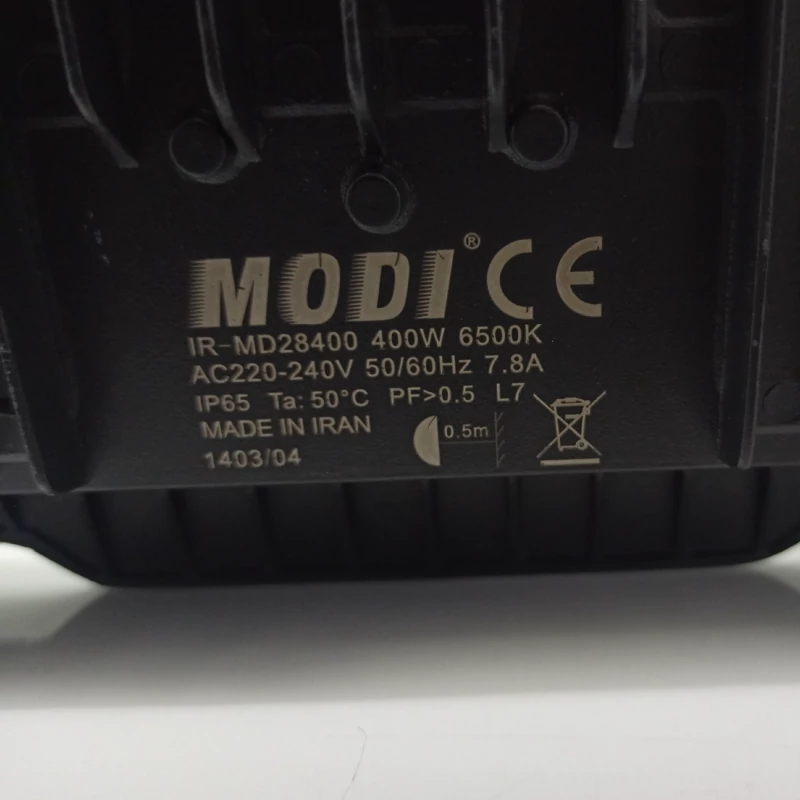 MODI® CE
IR-MD28400 400W 6500K
AC220-240V 50/60Hz 7.8A
IP65 Ta: 50°C PF>0.5 L7
MADE IN IRAN
0.5m
1403/04